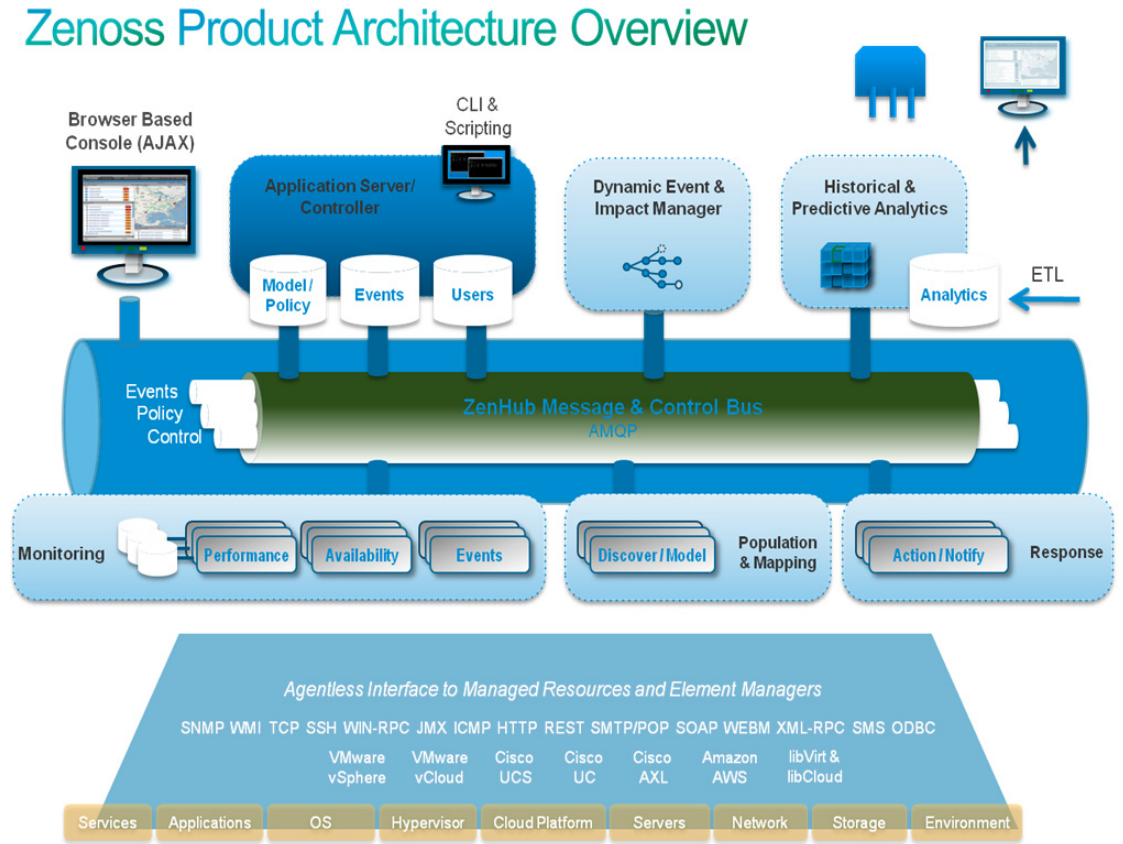 Zenoss Product Architecture Overview
Browser Based
Console (AJAX)
CLI &
Scripting
Application Server/
Controller
Model /
Policy
Events
Users
Dynamic Event &
Impact Manager
Historical &
Predictive Analytics
Analytics
ETL
Events
Policy
Control
ZenHub Message & Control Bus
AMQP
Monitoring
Performance
Availability
Events
Discover / Model
Population
& Mapping
Action / Notify
Response
Agentless Interface to Managed Resources and Element Managers
SNMP WMI TCP SSH WIN-RPC JMX ICMP HTTP REST SMTP/POP SOAP WEBM XML-RPC SMS ODBC
VMware
vSphere
VMware
vCloud
Cisco
UCS
Cisco
UC
Cisco
AXL
Amazon
AWS
libVirt &
libCloud
Services
Applications
OS
Hypervisor
Cloud Platform
Servers
Network
Storage
Environment